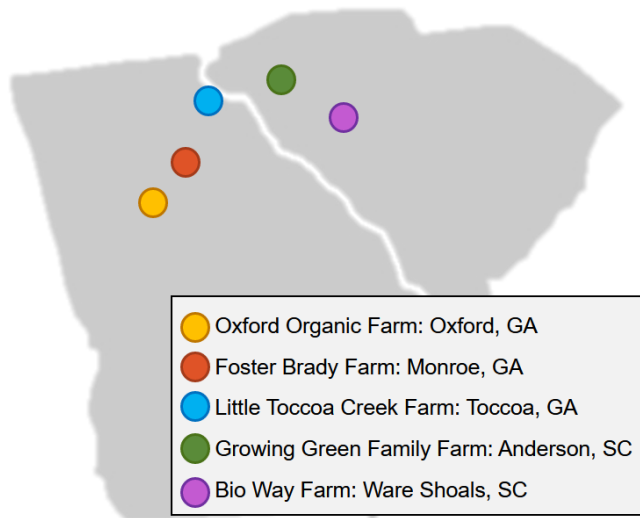 Oxford Organic Farm: Oxford, GA
Foster Brady Farm: Monroe, GA
Little Toccoa Creek Farm: Toccoa, GA
Growing Green Family Farm: Anderson, SC
Bio Way Farm: Ware Shoals, SC